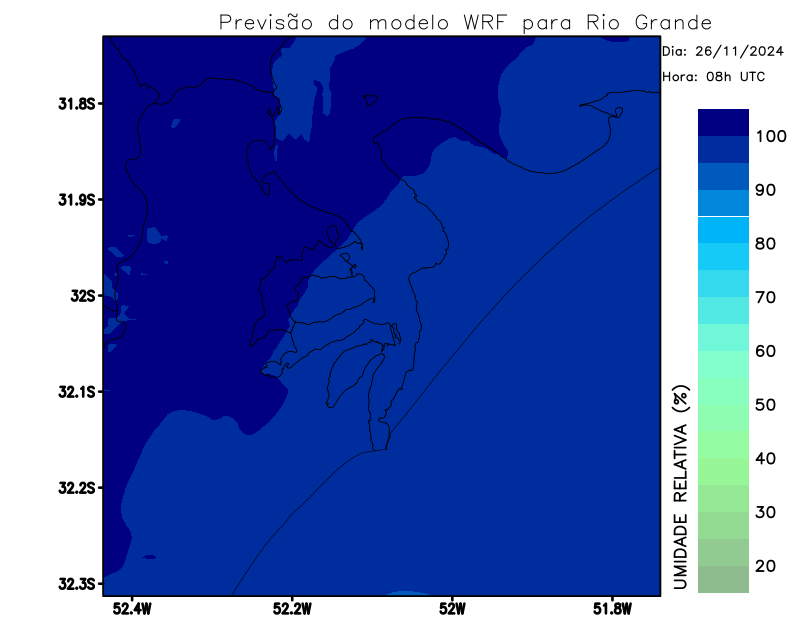 Previsão do modelo WRF para Rio Grande
Dia: 26/11/2024
Hora: 08h UTC
31.8S
31.9S
32S
32.1S
32.2S
32.3S
52.4W
52.2W
52W
51.8W
UMIDADE RELATIVA (%)
100
90
80
70
60
50
40
30
20